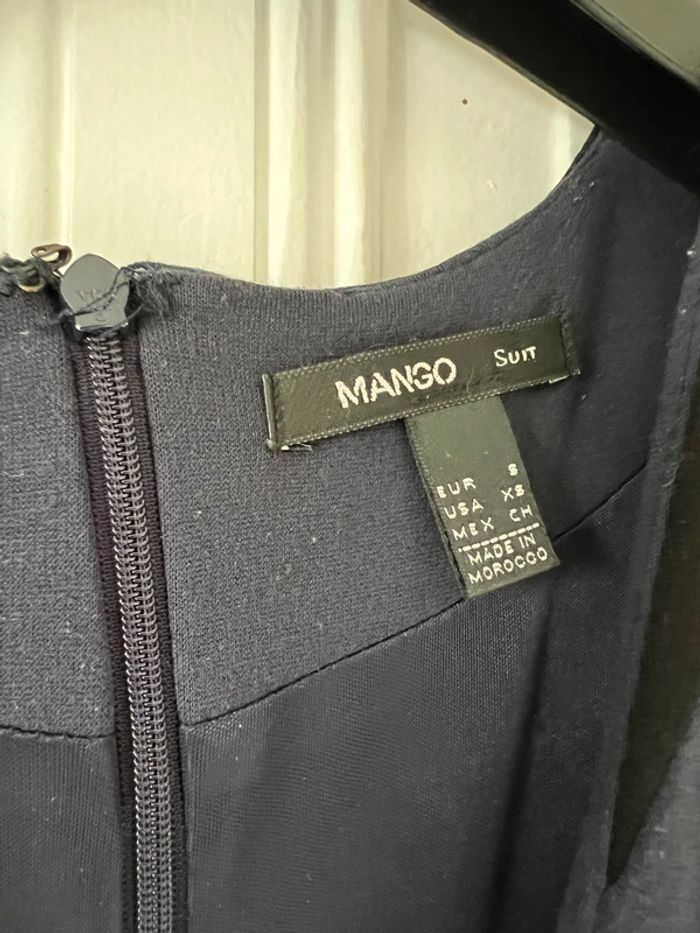 MANGO SUIT
EUR S
USA XS
MEX CH
MADE IN
MOROCCO